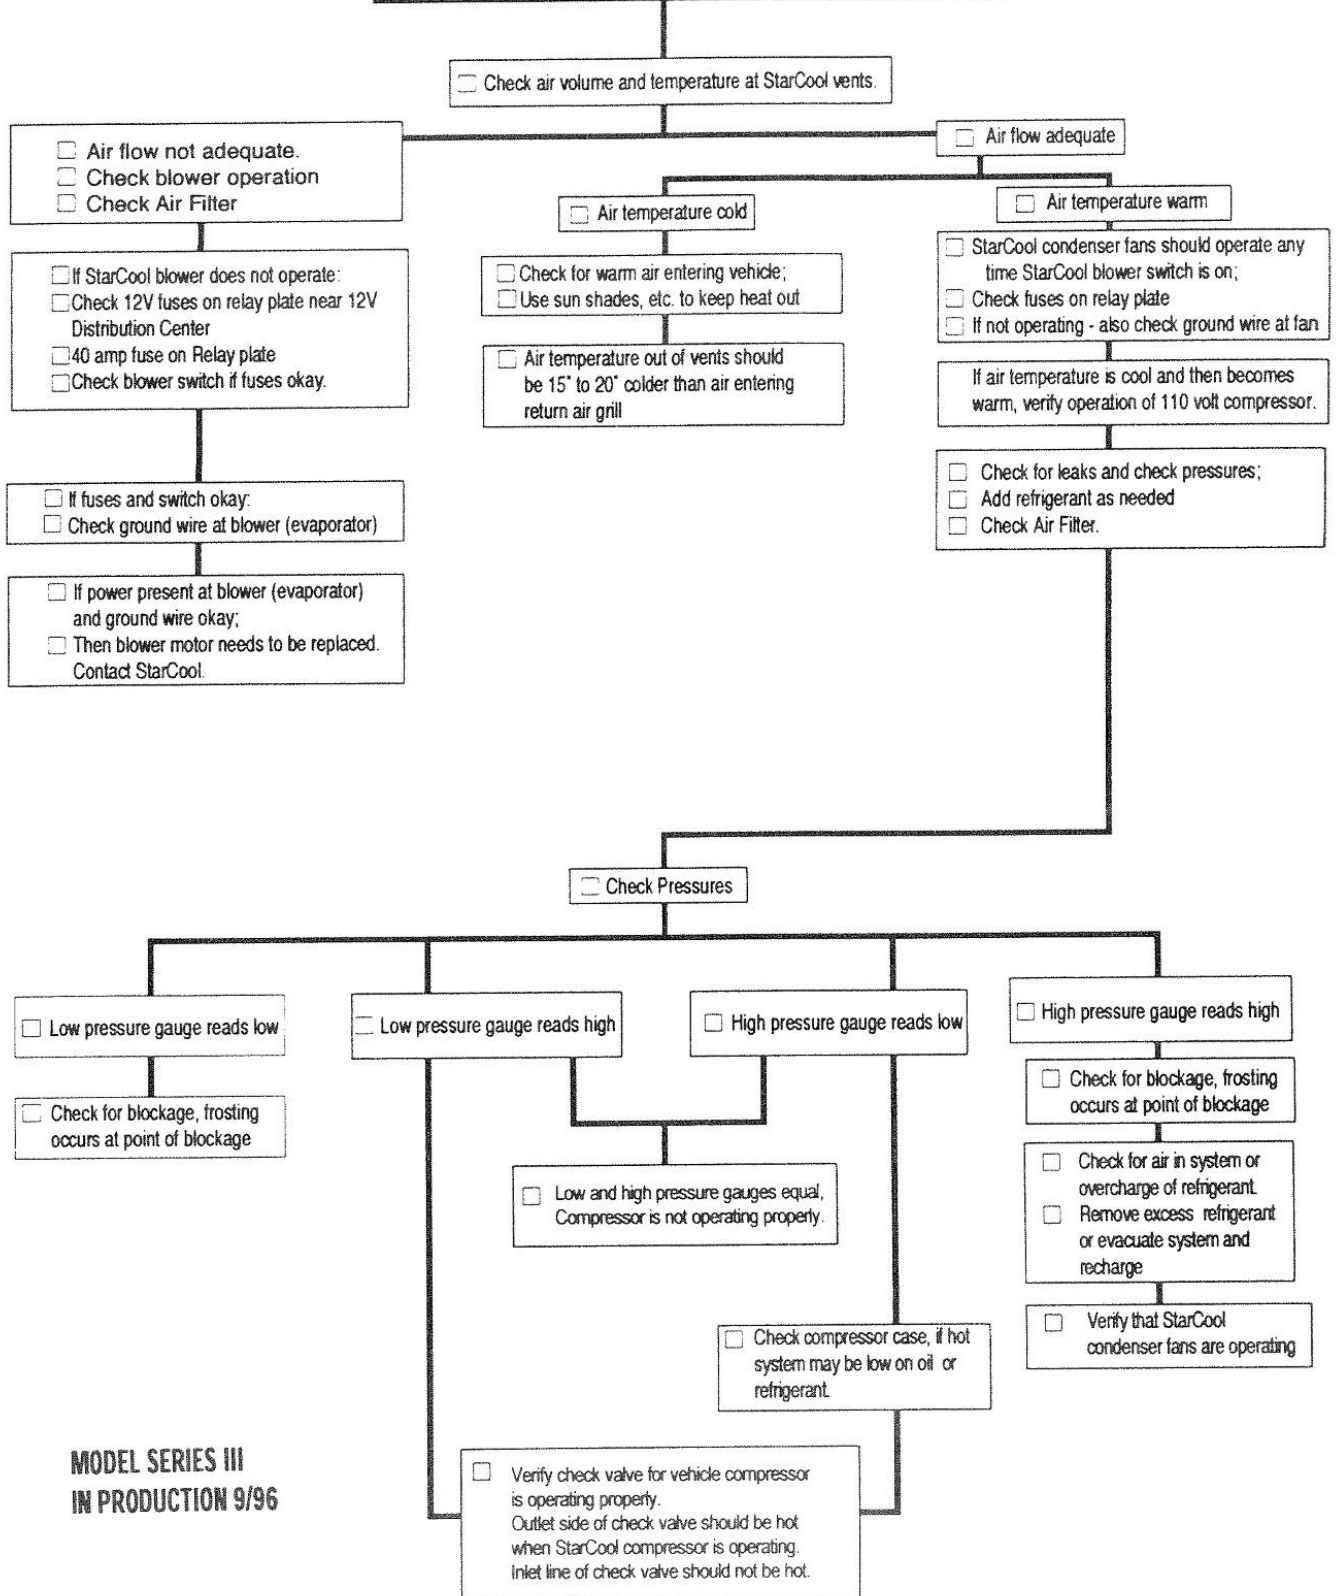 Check air volume and temperature at StarCool vents.
Air flow not adequate.
Check blower operation
Check Air Filter
Air flow adequate
Air temperature cold
Air temperature warm
If StarCool blower does not operate:
Check 12V fuses on relay plate near 12V
Distribution Center
40 amp fuse on Relay plate
Check blower switch if fuses okay.
Check for warm air entering vehicle;
Use sun shades, etc. to keep heat out
StarCool condenser fans should operate any
time StarCool blower switch is on;
Check fuses on relay plate
If not operating - also check ground wire at fan
Air temperature out of vents should
be 15° to 20° colder than air entering
return air grill
If air temperature is cool and then becomes
warm, verify operation of 110 volt compressor.
If fuses and switch okay:
Check ground wire at blower (evaporator)
Check for leaks and check pressures;
Add refrigerant as needed
Check Air Filter.
If power present at blower (evaporator)
and ground wire okay;
Then blower motor needs to be replaced.
Contact StarCool.
Check Pressures
Low pressure gauge reads low
Low pressure gauge reads high
High pressure gauge reads low
High pressure gauge reads high
Check for blockage, frosting
occurs at point of blockage
Check for blockage, frosting
occurs at point of blockage
Low and high pressure gauges equal,
Compressor is not operating properly.
Check for air in system or
overcharge of refrigerant.
Remove excess refrigerant
or evacuate system and
recharge
Check compressor case, if hot
system may be low on oil or
refrigerant.
Verify that StarCool
condenser fans are operating
MODEL SERIES III
IN PRODUCTION 9/96
Verify check valve for vehicle compressor
is operating properly.
Outlet side of check valve should be hot
when StarCool compressor is operating.
Inlet line of check valve should not be hot.